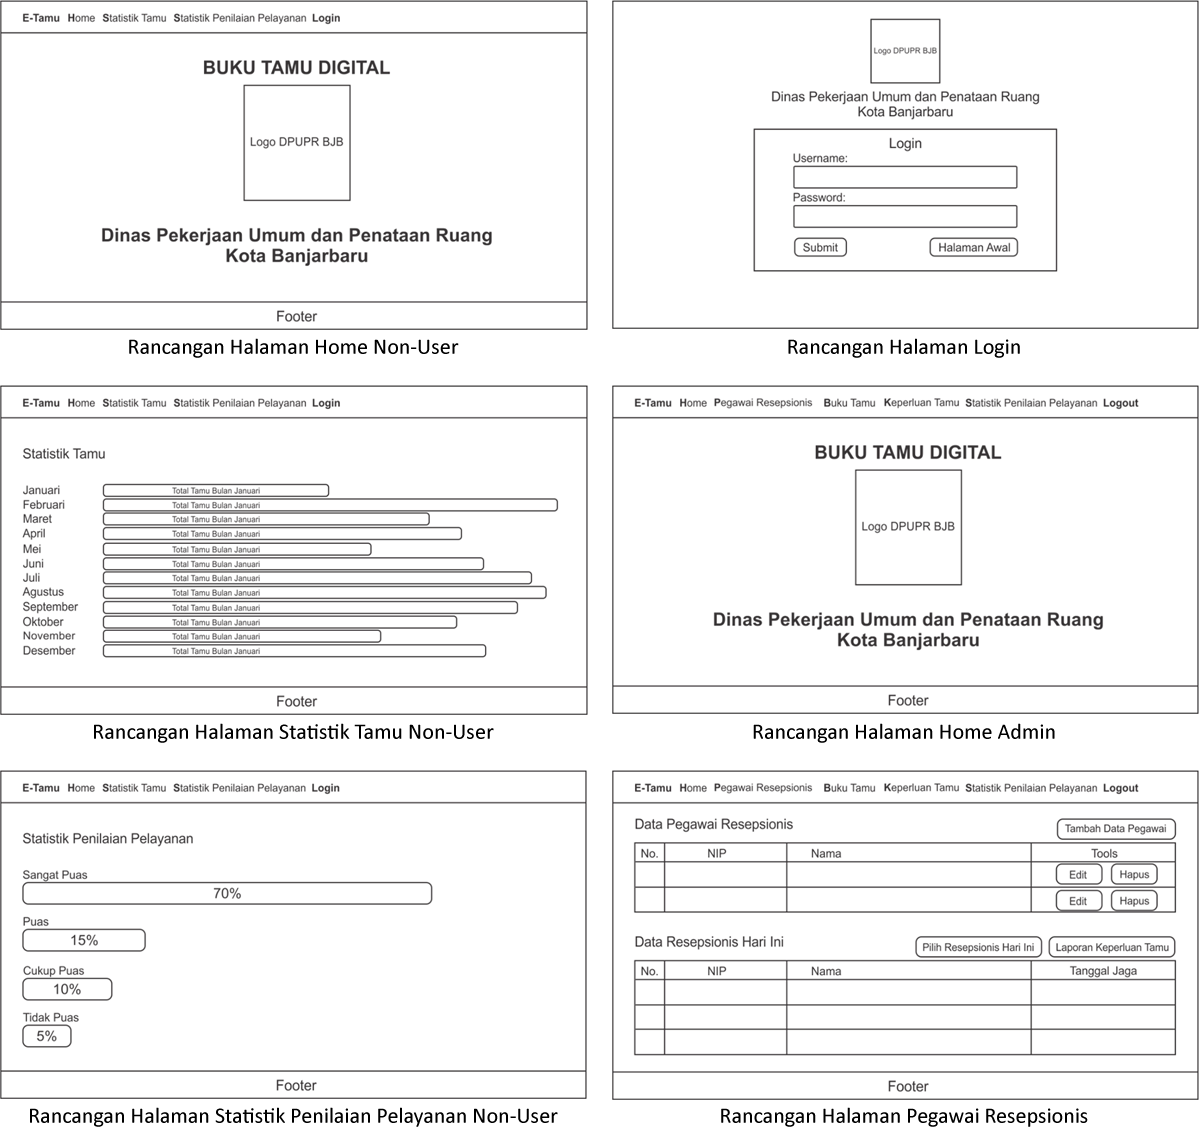 E-Tamu Home Statistik Tamu Statistik Penilaian Pelayanan Login
BUKU TAMU DIGITAL
Logo DPUPR BJB
Dinas Pekerjaan Umum dan Penataan Ruang
Kota Banjarbaru
Footer
Rancangan Halaman Home Non-User
Logo DPUPR BJB
Dinas Pekerjaan Umum dan Penataan Ruang
Kota Banjarbaru
Login
Username:
Password:
Submit Halaman Awal
Rancangan Halaman Login
E-Tamu Home Statistik Tamu Statistik Penilaian Pelayanan Login
Statistik Tamu
Januari Total Tamu Bulan Januari
Februari Total Tamu Bulan Januari
Maret Total Tamu Bulan Januari
April Total Tamu Bulan Januari
Mei Total Tamu Bulan Januari
Juni Total Tamu Bulan Januari
Juli Total Tamu Bulan Januari
Agustus Total Tamu Bulan Januari
September Total Tamu Bulan Januari
Oktober Total Tamu Bulan Januari
November Total Tamu Bulan Januari
Desember Total Tamu Bulan Januari
Footer
Rancangan Halaman Statistik Tamu Non-User
E-Tamu Home Pegawai Resepsionis Buku Tamu Keperluan Tamu Statistik Penilaian Pelayanan Logout
BUKU TAMU DIGITAL
Logo DPUPR BJB
Dinas Pekerjaan Umum dan Penataan Ruang
Kota Banjarbaru
Footer
Rancangan Halaman Home Admin
E-Tamu Home Statistik Tamu Statistik Penilaian Pelayanan Login
Statistik Penilaian Pelayanan
Sangat Puas
70%
Puas
15%
Cukup Puas
10%
Tidak Puas
5%
Footer
Rancangan Halaman Statistik Penilaian Pelayanan Non-User
E-Tamu Home Pegawai Resepsionis Buku Tamu Keperluan Tamu Statistik Penilaian Pelayanan Logout
Data Pegawai Resepsionis Tambah Data Pegawai
No. NIP Nama Tools
Edit Hapus
Edit Hapus
Data Resepsionis Hari Ini Pilih Resepsionis Hari Ini Laporan Keperluan Tamu
No. NIP Nama Tanggal Jaga
Footer
Rancangan Halaman Pegawai Resepsionis